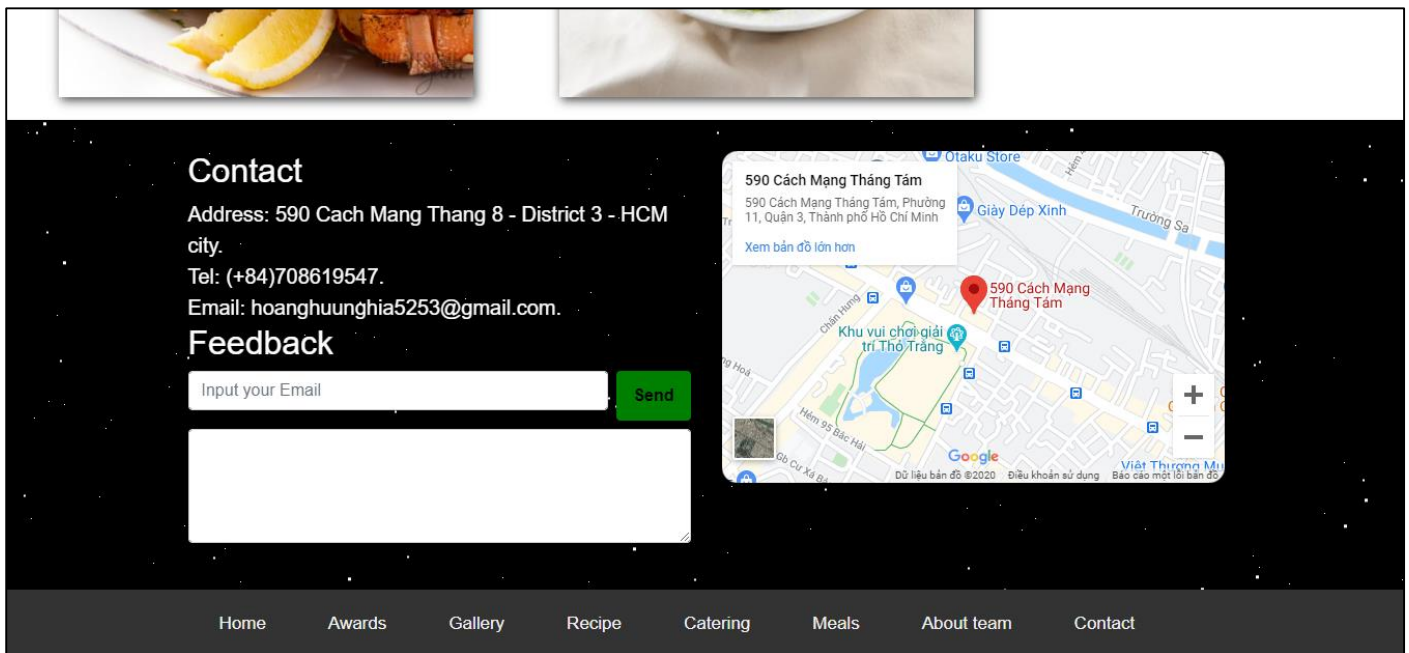 Contact
Address: 590 Cach Mang Thang 8 - District 3 - HCM
city.
Tel: (+84)708619547.
Email: hoanghuunghia5253@gmail.com.
Feedback
Input your Email
Send
Otaku Store
590 Cách Mạng Tháng Tám
590 Cách Mạng Tháng Tám, Phường
11, Quận 3, Thành phố Hồ Chí Minh
Xem bản đồ lớn hơn
Giày Dép Xinh
Trường Sa
590 Cách Mạng
Tháng Tám
Chấn Hưng
Khu vui chơi giải
trí Thỏ Trắng
Hẻm 95 Bắc Hải
Google
Việt Thương Mu
Dữ liệu bản đồ ©2020 Điều khoản sử dụng Báo cáo một lỗi bản đồ
Home Awards Gallery Recipe Catering Meals About team Contact